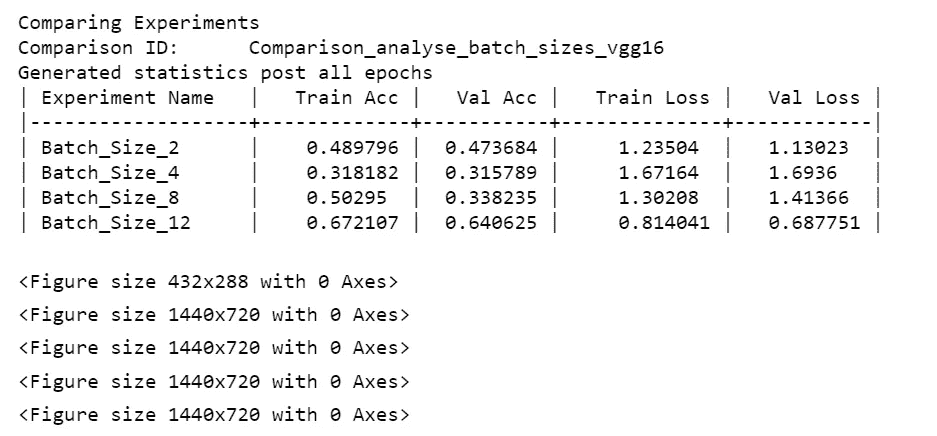 Comparing Experiments
Comparison ID:      Comparison_analyse_batch_sizes_vgg16
Generated statistics post all epochs
| Experiment Name   |   Train Acc |   Val Acc |   Train Loss |   Val Loss |
|-------------------+-------------+-----------+--------------+------------|
| Batch_Size_2      |    0.489796 |  0.473684 |     1.23504  |   1.13023  |
| Batch_Size_4      |    0.318182 |  0.315789 |     1.67164  |   1.6936   |
| Batch_Size_8      |    0.50295  |  0.338235 |     1.30208  |   1.41366  |
| Batch_Size_12     |    0.672107 |  0.640625 |     0.814041 |   0.687751 |
<Figure size 432x288 with 0 Axes>
<Figure size 1440x720 with 0 Axes>
<Figure size 1440x720 with 0 Axes>
<Figure size 1440x720 with 0 Axes>
<Figure size 1440x720 with 0 Axes>